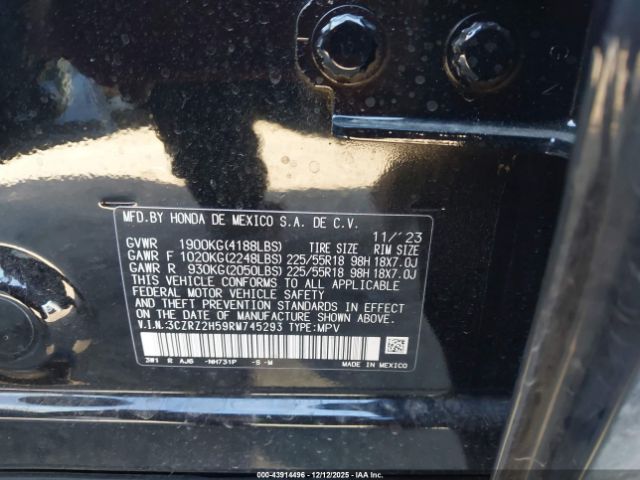 MFD.BY HONDA DE MEXICO S.A. DE C.V.
11/'23
GVWR 1900KG(4188LBS) TIRE SIZE RIM SIZE
GAWR F 1020KG(2248LBS) 225/55R18 98H 18X7.0J
GAWR R 930KG(2050LBS) 225/55R18 98H 18X7.0J
THIS VEHICLE CONFORMS TO ALL APPLICABLE
FEDERAL MOTOR VEHICLE SAFETY
AND THEFT PREVENTION STANDARDS IN EFFECT
ON THE DATE OF MANUFACTURE SHOWN ABOVE.
V.I.N.:3CZRZ2H59RM745293 TYPE:MPV
3W1 R AJ6 -NH731P -S-M MADE IN MEXICO
000-43914496 - 12/12/2025 - IAA Inc.